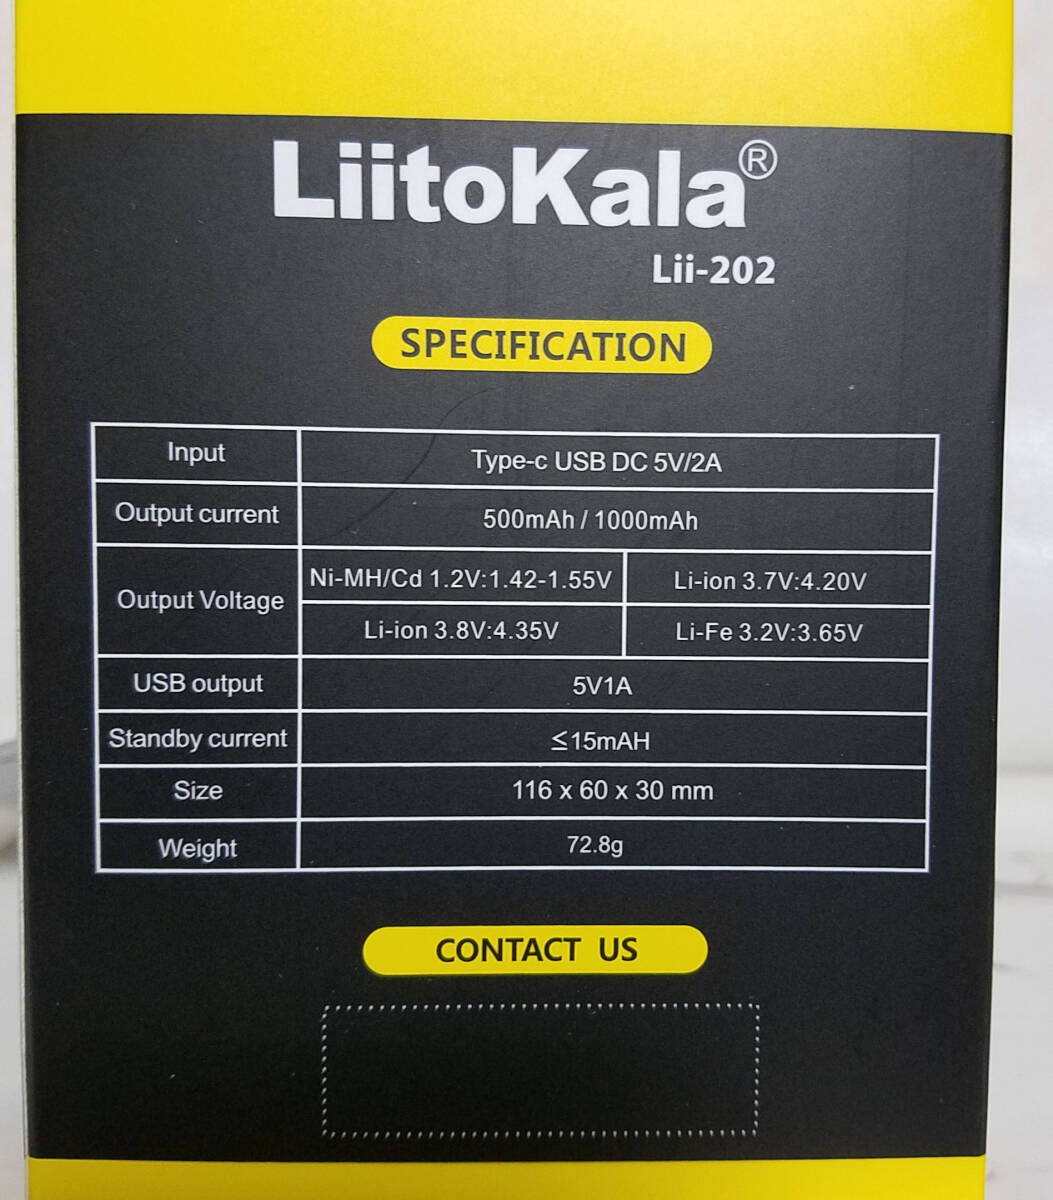 LiitoKala®
Lii-202
SPECIFICATION
Input Type-c USB DC 5V/2A
Output current 500mAh / 1000mAh
Output Voltage Ni-MH/Cd 1.2V:1.42-1.55V Li-ion 3.7V:4.20V
Li-ion 3.8V:4.35V Li-Fe 3.2V:3.65V
USB output 5V1A
Standby current ≤15mAH
Size 116 x 60 x 30 mm
Weight 72.8g
CONTACT US